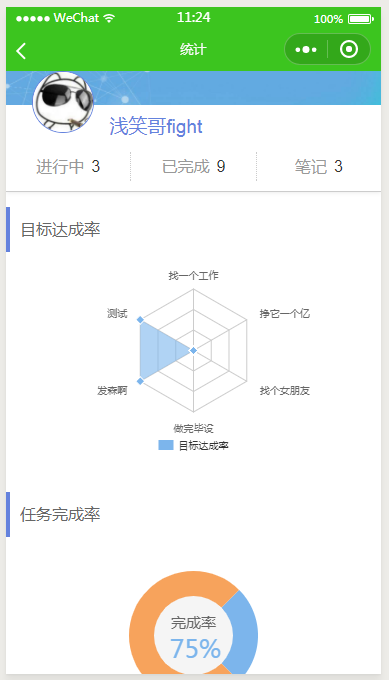 WeChat 11:24 100%
统计
浅笑哥fight
进行中 3 已完成 9 笔记 3
目标达成率
找一个工作
测试 挣它一个亿
发森啊 找个女朋友
做完毕设
目标达成率
任务完成率
完成率
75%